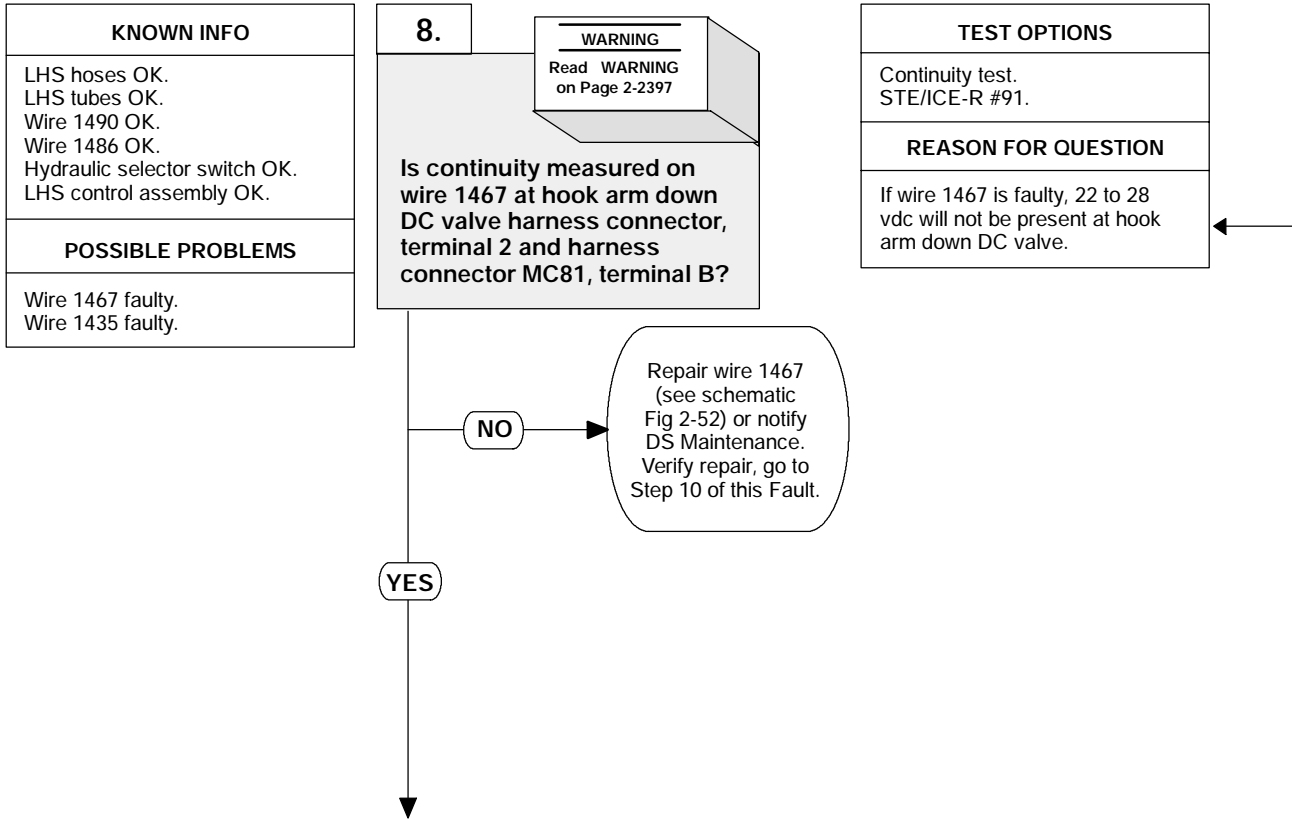 KNOWN INFO
LHS hoses OK.
LHS tubes OK.
Wire 1490 OK.
Wire 1486 OK.
Hydraulic selector switch OK.
LHS control assembly OK.
POSSIBLE PROBLEMS
Wire 1467 faulty.
Wire 1435 faulty.
8.
WARNING
Read WARNING
on Page 2-2397
Is continuity measured on
wire 1467 at hook arm down
DC valve harness connector,
terminal 2 and harness
connector MC81, terminal B?
TEST OPTIONS
Continuity test.
STE/ICE-R #91.
REASON FOR QUESTION
If wire 1467 is faulty, 22 to 28
vdc will not be present at hook
arm down DC valve.
NO
Repair wire 1467
(see schematic
Fig 2-52) or notify
DS Maintenance.
Verify repair, go to
Step 10 of this Fault.
YES